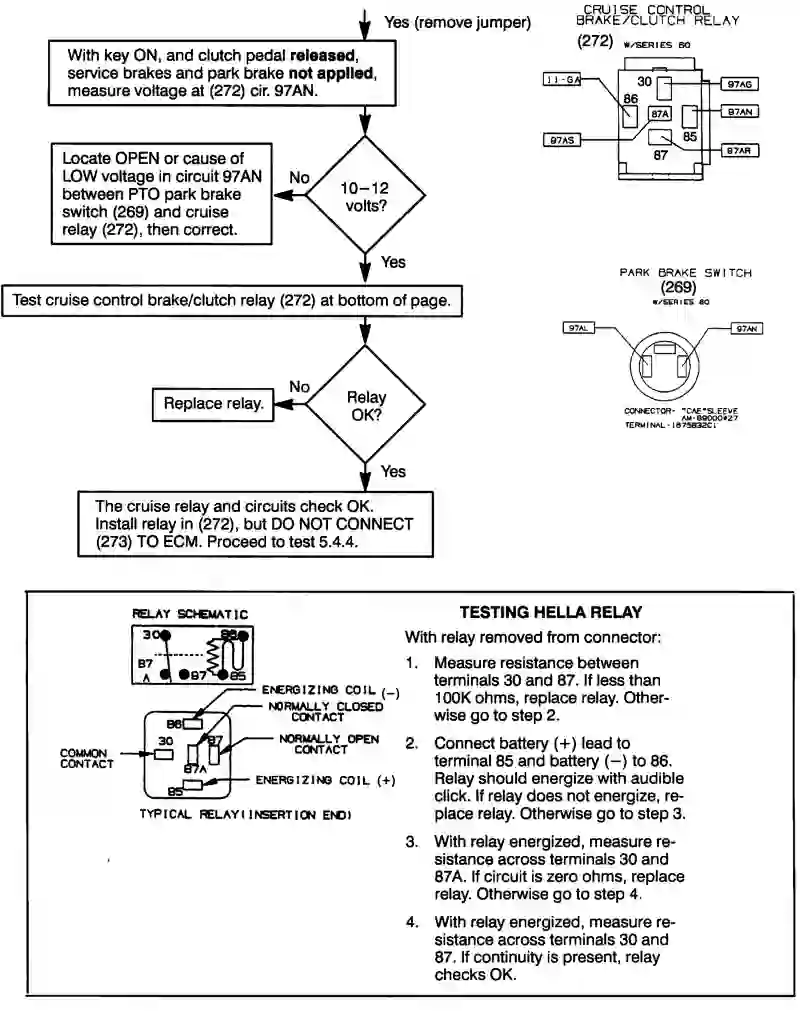 Yes (remove jumper)
With key ON, and clutch pedal released,
service brakes and park brake not applied,
measure voltage at (272) cir. 97AN.
Locate OPEN or cause of
LOW voltage in circuit 97AN
between PTO park brake
switch (269) and cruise
relay (272), then correct.
No
10–12
volts?
Yes
Test cruise control brake/clutch relay (272) at bottom of page.
Replace relay.
No
Relay
OK?
Yes
The cruise relay and circuits check OK.
Install relay in (272), but DO NOT CONNECT
(273) TO ECM. Proceed to test 5.4.4.
CRUISE CONTROL
BRAKE/CLUTCH RELAY
(272) W/SERIES 60
11-GA
30
97AG
86
87A
97AN
85
97AS
87
97AR
PARK BRAKE SWITCH
(269)
W/SERIES 60
97AL
97AN
CONNECTOR- "CAE"SLEEVE
AM-89000#27
TERMINAL-1875832C1
RELAY SCHEMATIC
30
86
87
A
87
85
ENERGIZING COIL (–)
NORMALLY CLOSED
CONTACT
86
30
87
NORMALLY OPEN
CONTACT
COMMON
CONTACT
87A
ENERGIZING COIL (+)
85
TYPICAL RELAY(INSERTION END)
TESTING HELLA RELAY
With relay removed from connector:
1. Measure resistance between
terminals 30 and 87. If less than
100K ohms, replace relay. Other-
wise go to step 2.
2. Connect battery (+) lead to
terminal 85 and battery (–) to 86.
Relay should energize with audible
click. If relay does not energize, re-
place relay. Otherwise go to step 3.
3. With relay energized, measure re-
sistance across terminals 30 and
87A. If circuit is zero ohms, replace
relay. Otherwise go to step 4.
4. With relay energized, measure re-
sistance across terminals 30 and
87. If continuity is present, relay
checks OK.